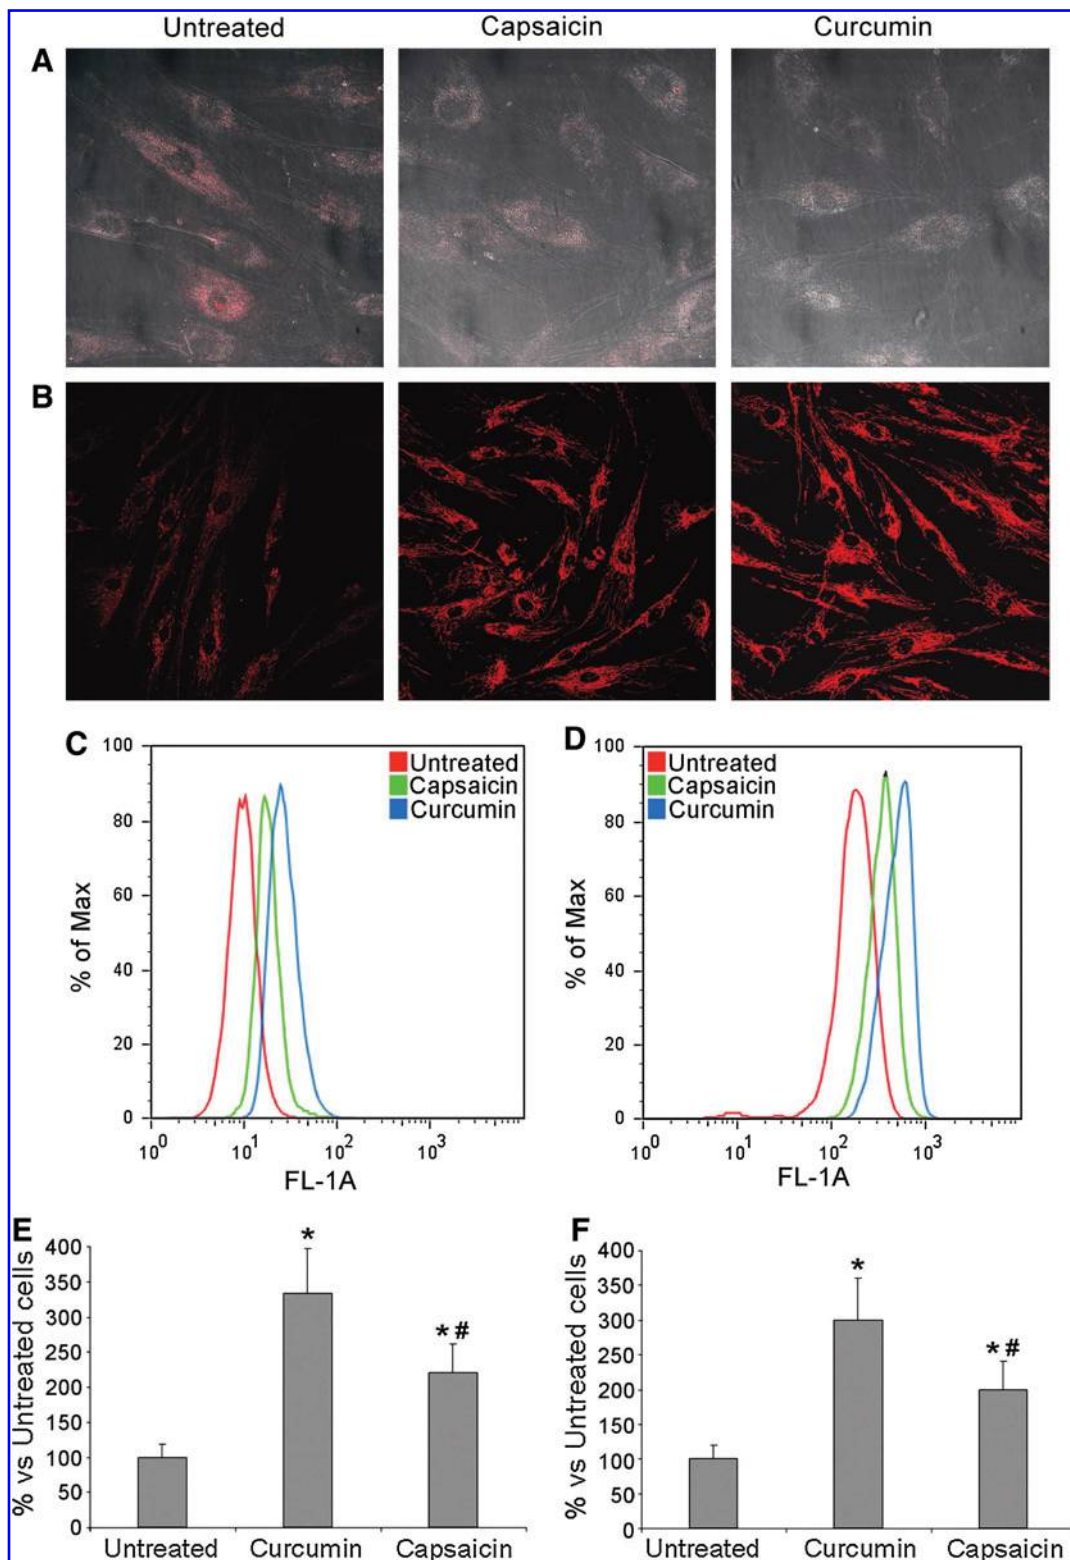 Untreated Capsaicin Curcumin
A
B
C
D
100
80
60
40
20
0
% of Max
Untreated
Capsaicin
Curcumin
10⁰ 10¹ 10² 10³
FL-1A
100
80
60
40
20
0
% of Max
Untreated
Capsaicin
Curcumin
10⁰ 10¹ 10² 10³
FL-1A
E
% vs Untreated cells
400
350
300
250
200
150
100
50
0
*
* #
Untreated Curcumin Capsaicin
F
% vs Untreated cells
400
350
300
250
200
150
100
50
0
*
* #
Untreated Curcumin Capsaicin